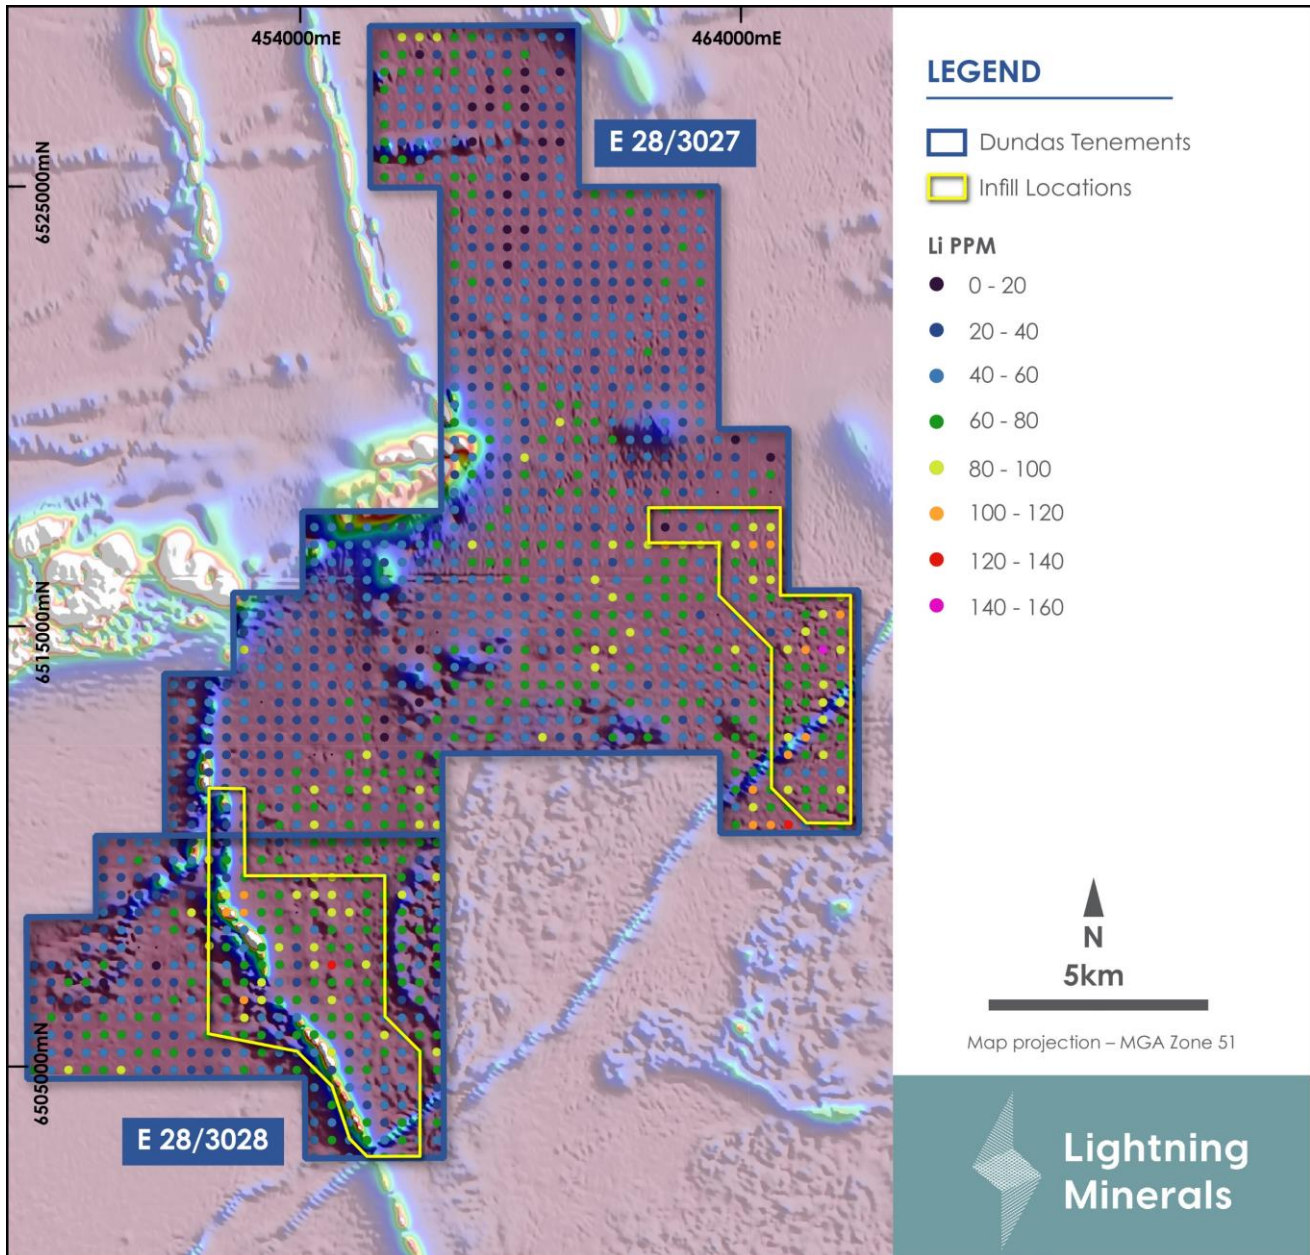 454000mE
464000mE
6525000mN
6515000mN
6505000mN
E 28/3027
E 28/3028
LEGEND
Dundas Tenements
Infill Locations
Li PPM
0 - 20
20 - 40
40 - 60
60 - 80
80 - 100
100 - 120
120 - 140
140 - 160
N
5km
Map projection – MGA Zone 51
Lightning
Minerals